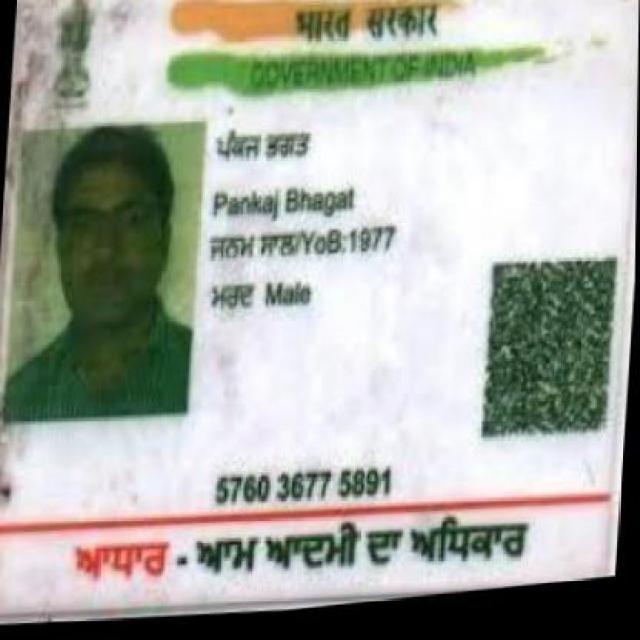 भारत सरकार
GOVERNMENT OF INDIA
ਪੰਕਜ ਭਗਤ
Pankaj Bhagat
ਜਨਮ ਸਾਲ/YoB:1977
ਮਰਦ Male
5760 3677 5891
ਆਧਾਰ - ਆਮ ਆਦਮੀ ਦਾ ਅਧਿਕਾਰ